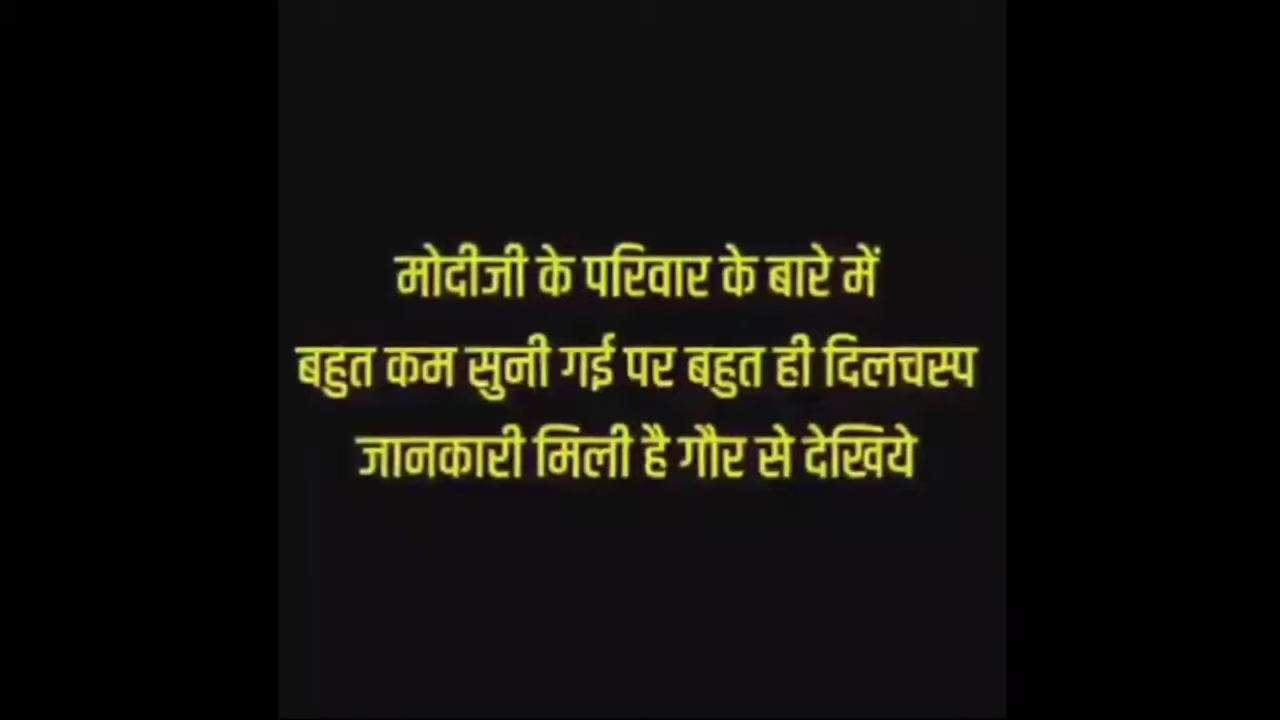 मोदीजी के परिवार के बारे में
बहुत कम सुनी गई पर बहुत ही दिलचस्प
जानकारी मिली है गौर से देखिये